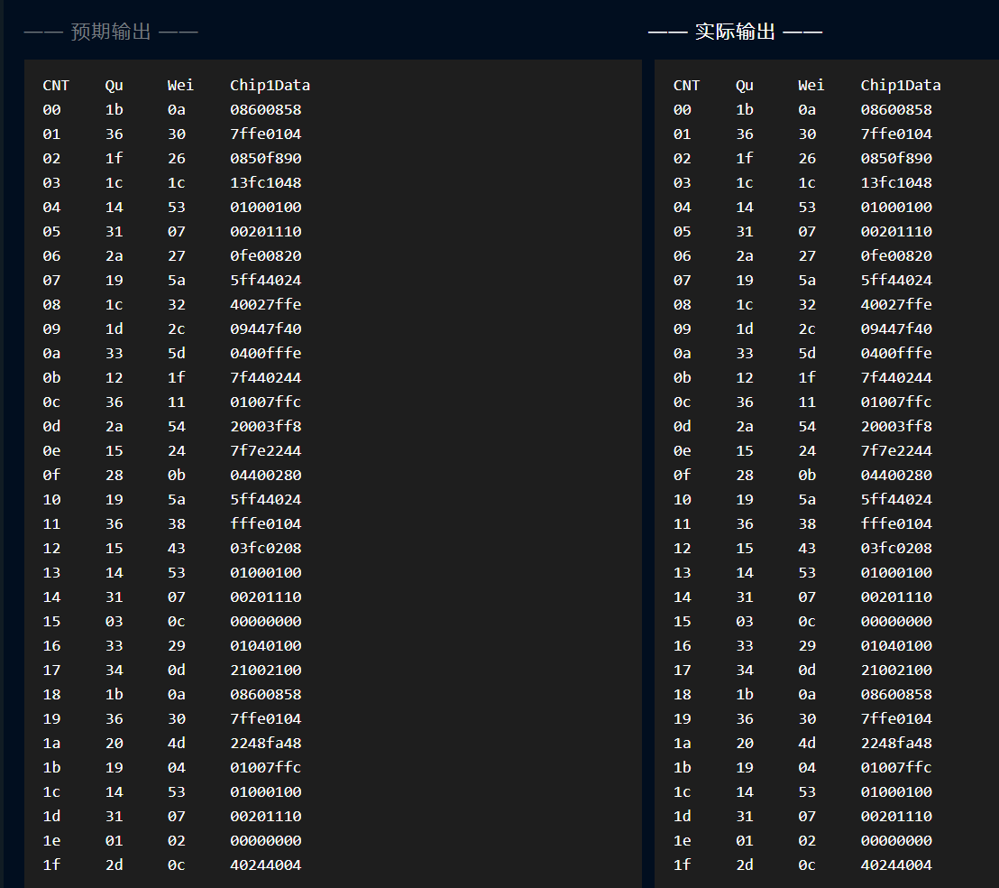 —— 预期输出 —— —— 实际输出 ——
CNT Qu Wei Chip1Data CNT Qu Wei Chip1Data
00 1b 0a 08600858 00 1b 0a 08600858
01 36 30 7ffe0104 01 36 30 7ffe0104
02 1f 26 0850f890 02 1f 26 0850f890
03 1c 1c 13fc1048 03 1c 1c 13fc1048
04 14 53 01000100 04 14 53 01000100
05 31 07 00201110 05 31 07 00201110
06 2a 27 0fe00820 06 2a 27 0fe00820
07 19 5a 5ff44024 07 19 5a 5ff44024
08 1c 32 40027ffe 08 1c 32 40027ffe
09 1d 2c 09447f40 09 1d 2c 09447f40
0a 33 5d 0400fffe 0a 33 5d 0400fffe
0b 12 1f 7f440244 0b 12 1f 7f440244
0c 36 11 01007ffc 0c 36 11 01007ffc
0d 2a 54 20003ff8 0d 2a 54 20003ff8
0e 15 24 7f7e2244 0e 15 24 7f7e2244
0f 28 0b 04400280 0f 28 0b 04400280
10 19 5a 5ff44024 10 19 5a 5ff44024
11 36 38 fffe0104 11 36 38 fffe0104
12 15 43 03fc0208 12 15 43 03fc0208
13 14 53 01000100 13 14 53 01000100
14 31 07 00201110 14 31 07 00201110
15 03 0c 00000000 15 03 0c 00000000
16 33 29 01040100 16 33 29 01040100
17 34 0d 21002100 17 34 0d 21002100
18 1b 0a 08600858 18 1b 0a 08600858
19 36 30 7ffe0104 19 36 30 7ffe0104
1a 20 4d 2248fa48 1a 20 4d 2248fa48
1b 19 04 01007ffc 1b 19 04 01007ffc
1c 14 53 01000100 1c 14 53 01000100
1d 31 07 00201110 1d 31 07 00201110
1e 01 02 00000000 1e 01 02 00000000
1f 2d 0c 40244004 1f 2d 0c 40244004